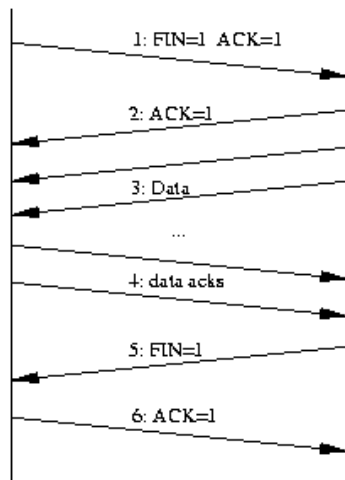 1: FIN=1 ACK=1
2: ACK=1
3: Data
...
4: data acks
5: FIN=1
6: ACK=1